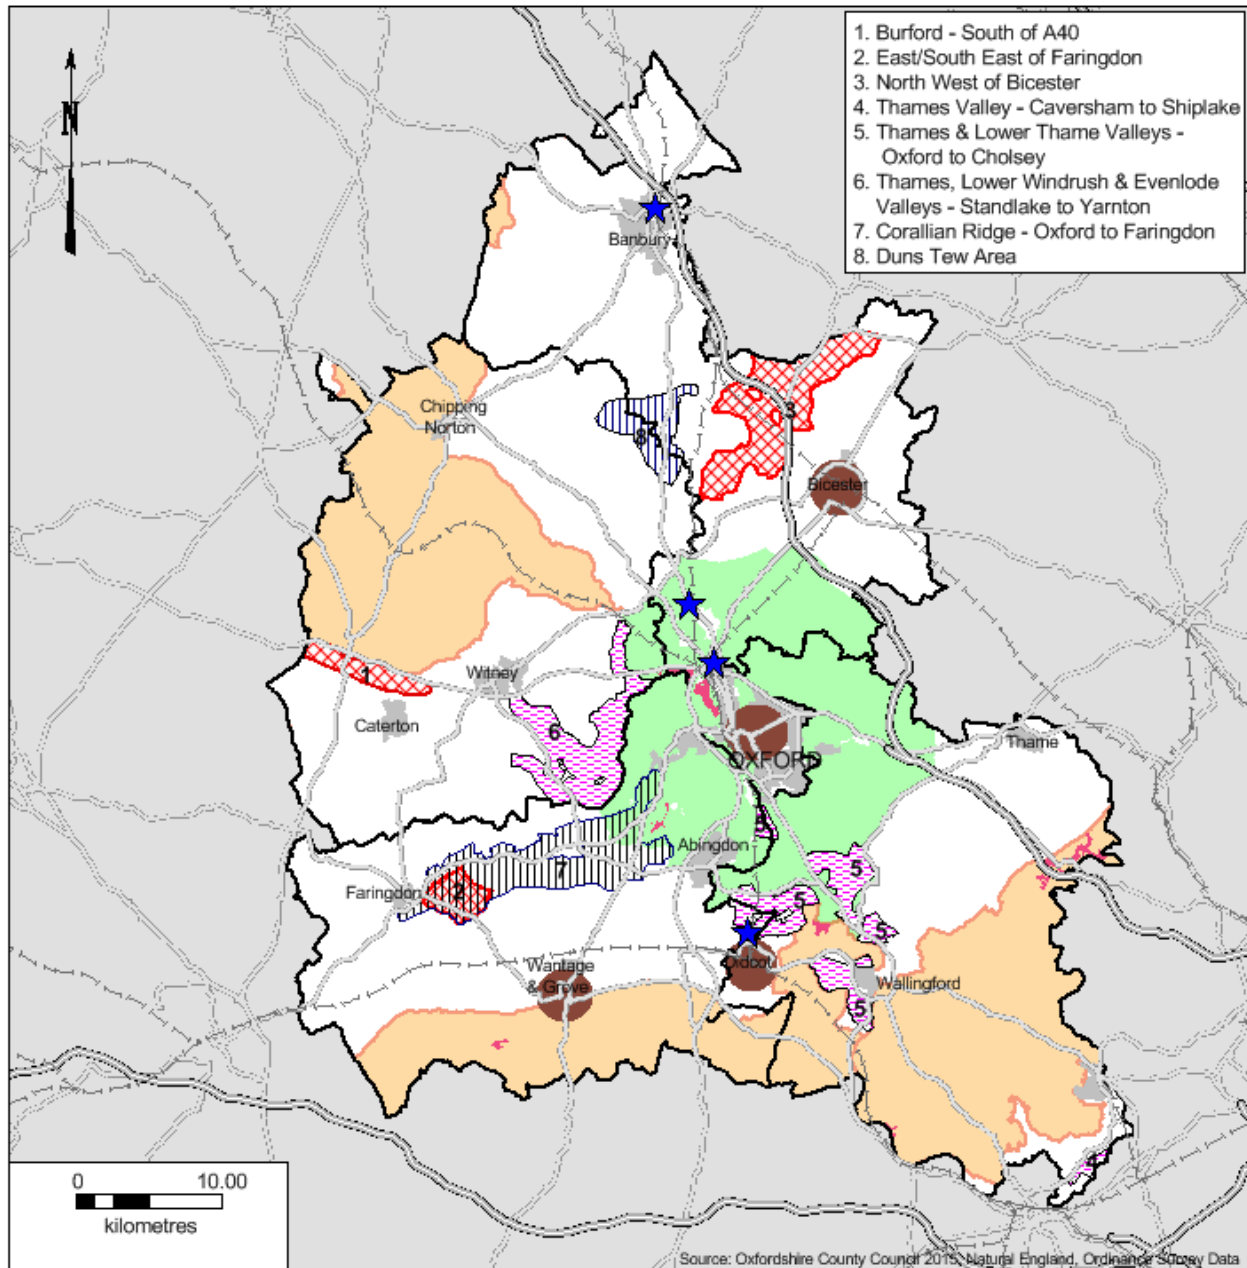 1. Burford - South of A40
2. East/South East of Faringdon
3. North West of Bicester
4. Thames Valley - Caversham to Shiplake
5. Thames & Lower Thame Valleys -
Oxford to Cholsey
6. Thames, Lower Windrush & Evenlode
Valleys - Standlake to Yarnton
7. Corallian Ridge - Oxford to Faringdon
8. Duns Tew Area
N
Banbury
Chipping
Norton
3
8
Bicester
1
Witney
Caterton
6
OXFORD
Thame
5
Abingdon
7
5
2
Faringdon
5
5
Wantage
& Grove
Didcot
Wallingford
5
4
0 10.00
kilometres
Source: Oxfordshire County Council 2015, Natural England, Ordinance Survey Data